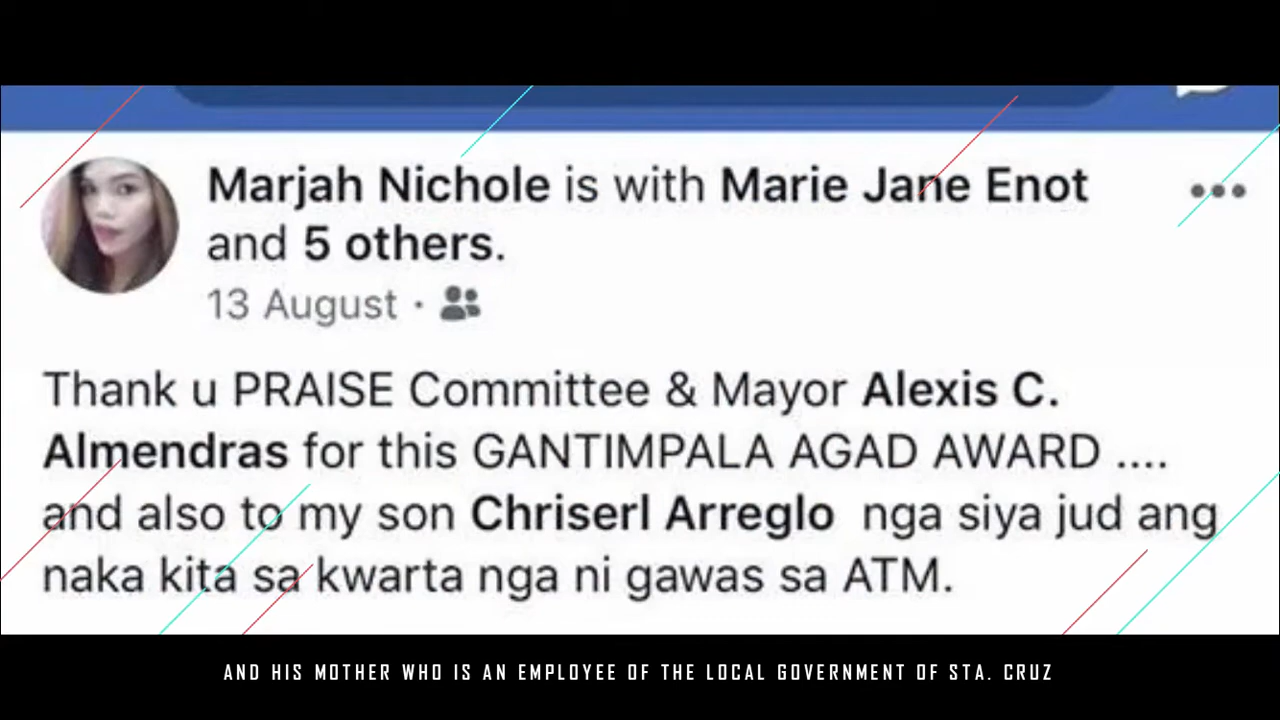 Marjah Nichole is with Marie Jane Enot
and 5 others.
13 August ·
Thank u PRAISE Committee & Mayor Alexis C.
Almendras for this GANTIMPALA AGAD AWARD ....
and also to my son Chriserl Arreglo nga siya jud ang
naka kita sa kwarta nga ni gawas sa ATM.
AND HIS MOTHER WHO IS AN EMPLOYEE OF THE LOCAL GOVERNMENT OF STA. CRUZ